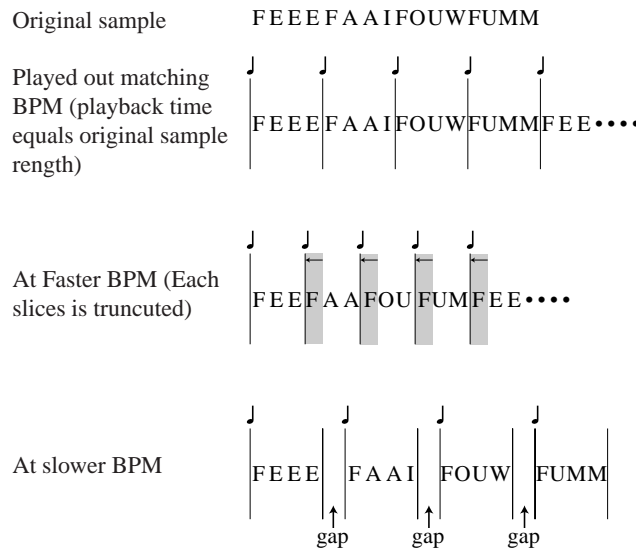 Original sample
F E E E F A A I F O U W F U M M
Played out matching
BPM (playback time
equals original sample
rength)
F E E E F A A I F O U W F U M M F E E ••••
At Faster BPM (Each
slices is truncuted)
F E E F A A F O U F U M F E E ••••
At slower BPM
F E E E F A A I F O U W F U M M
gap gap gap